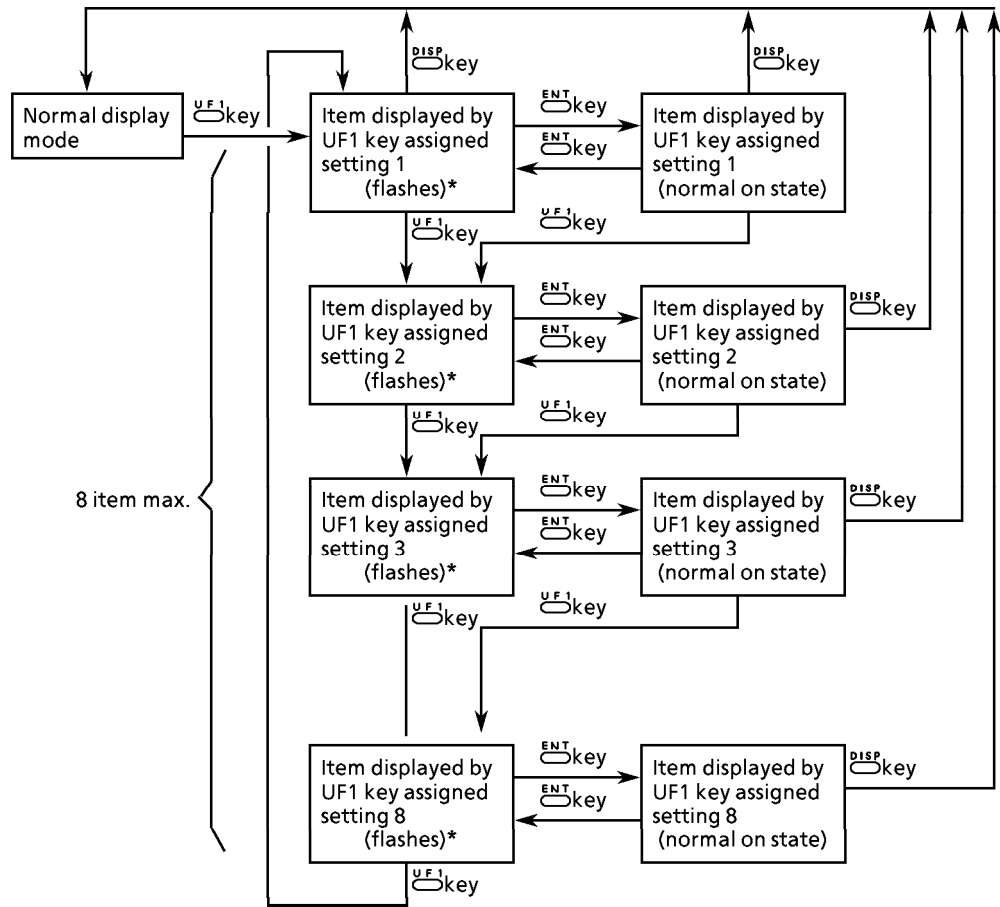 DISP key
DISP key
Normal display
mode
UF1 key
Item displayed by
UF1 key assigned
setting 1
(flashes)*
ENT key
ENT key
Item displayed by
UF1 key assigned
setting 1
(normal on state)
UF1 key
UF1 key
Item displayed by
UF1 key assigned
setting 2
(flashes)*
ENT key
ENT key
Item displayed by
UF1 key assigned
setting 2
(normal on state)
DISP key
UF1 key
UF1 key
8 item max.
Item displayed by
UF1 key assigned
setting 3
(flashes)*
ENT key
ENT key
Item displayed by
UF1 key assigned
setting 3
(normal on state)
DISP key
UF1 key
UF1 key
Item displayed by
UF1 key assigned
setting 8
(flashes)*
ENT key
ENT key
Item displayed by
UF1 key assigned
setting 8
(normal on state)
DISP key
UF1 key